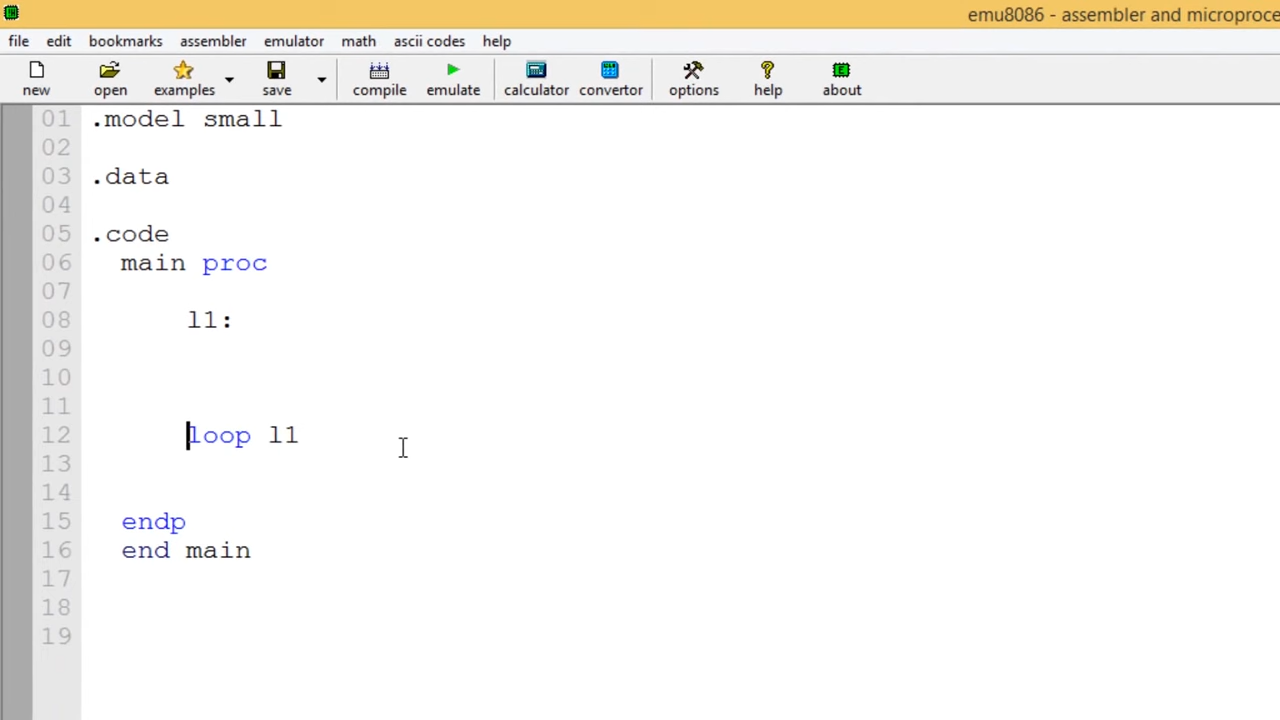 emu8086 - assembler and microproce
file edit bookmarks assembler emulator math ascii codes help
new open examples save compile emulate calculator convertor options help about
01 .model small
02
03 .data
04
05 .code
06 main proc
07
08 l1:
09
10
11
12 loop l1
13
14
15 endp
16 end main
17
18
19